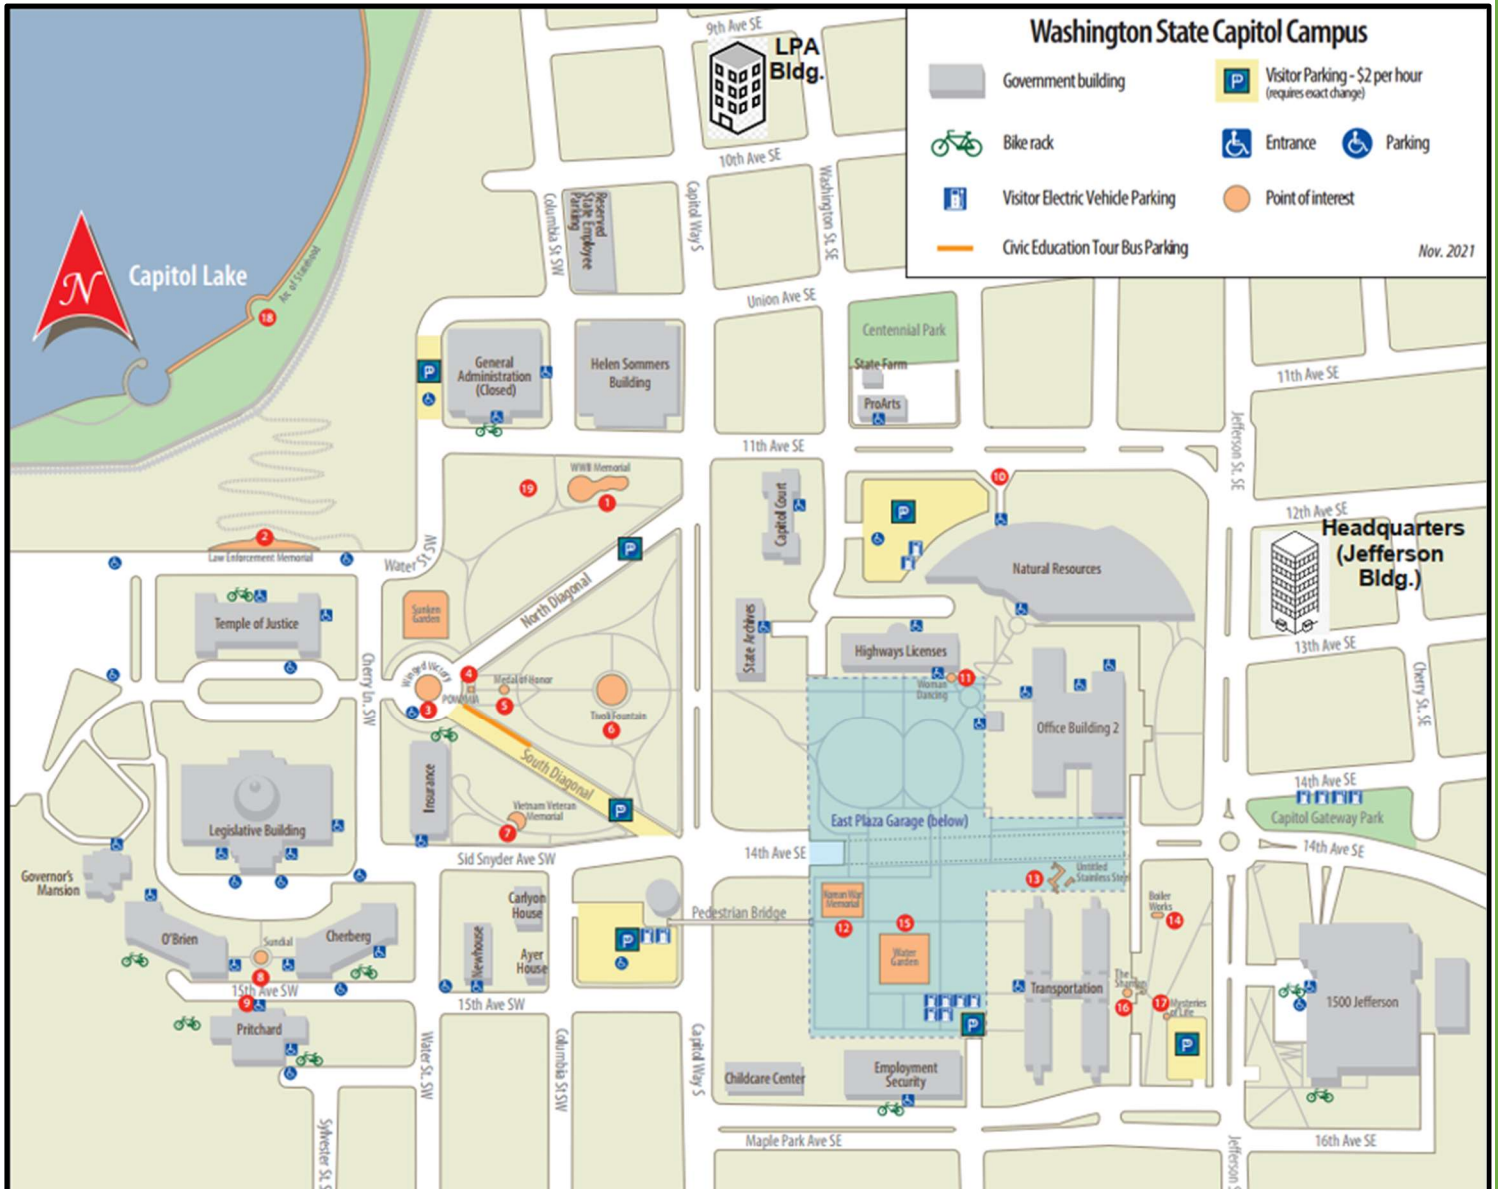 Washington State Capitol Campus
Government building
Visitor Parking - $2 per hour
(requires exact change)
Bike rack
Entrance
Parking
Visitor Electric Vehicle Parking
Point of interest
Civic Education Tour Bus Parking
Nov. 2021
9th Ave SE
LPA
Bldg.
10th Ave SE
Capitol Lake
N
Arc of Statehood
18
Columbia St SW
Reserved
State Employee
Parking
Capitol Way S
Washington St. SE
Union Ave SE
Centennial Park
State Farm
ProArts
General
Administration
(Closed)
Helen Sommers
Building
11th Ave SE
11th Ave SE
Jefferson St. SE
WWII Memorial
19
1
Capitol Court
10
12th Ave SE
Headquarters
(Jefferson
Bldg.)
2
Law Enforcement Memorial
Water St SW
North Diagonal
Natural Resources
Temple of Justice
Sunken
Garden
State Archives
Highways Licenses
13th Ave SE
Cherry St. SE
Cherry Ln. SW
Winged Victory
3
4
POW/MIA
Medal of Honor
5
Tivoli Fountain
6
Woman
Dancing
11
Office Building 2
Insurance
South Diagonal
Vietnam Veteran
Memorial
7
Legislative Building
East Plaza Garage (below)
14th Ave SE
Capitol Gateway Park
14th Ave SE
Sid Snyder Ave SW
14th Ave SE
Governor's
Mansion
Carlyon
House
Newhouse
Ayer
House
Pedestrian Bridge
Korean War
Memorial
12
15
Water
Garden
13
Untitled
Stainless Steel
Boiler
Works
14
O'Brien
Sundial
8
Cherberg
15th Ave SW
9
Pritchard
15th Ave SW
Transportation
The
Shaman
16
17
Mysteries
of Life
1500 Jefferson
Water St. SW
Columbia St SW
Capitol Way S
Childcare Center
Employment
Security
Maple Park Ave SE
16th Ave SE
Sylvester St. S
Jefferson S